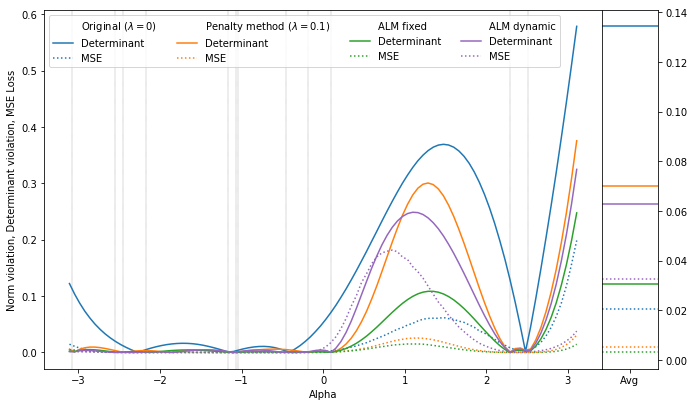 Original (λ = 0)
Determinant
MSE
Penalty method (λ = 0.1)
Determinant
MSE
ALM fixed
Determinant
MSE
ALM dynamic
Determinant
MSE
Norm violation, Determinant violation, MSE Loss
0.6
0.5
0.4
0.3
0.2
0.1
0.0
−3
−2
−1
0
1
2
3
Alpha
0.14
0.12
0.10
0.08
0.06
0.04
0.02
0.00
Avg